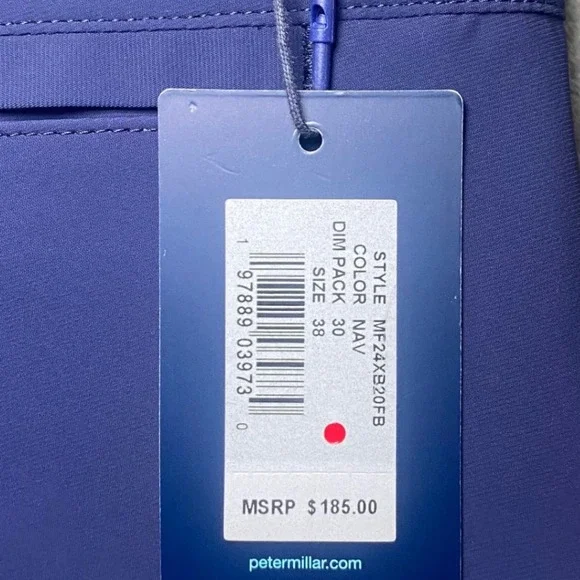 STYLE MF24XB20FB
COLOR NAV
DIM PACK 30
SIZE 38
1 97889 03973 0
MSRP $185.00
petermillar.com